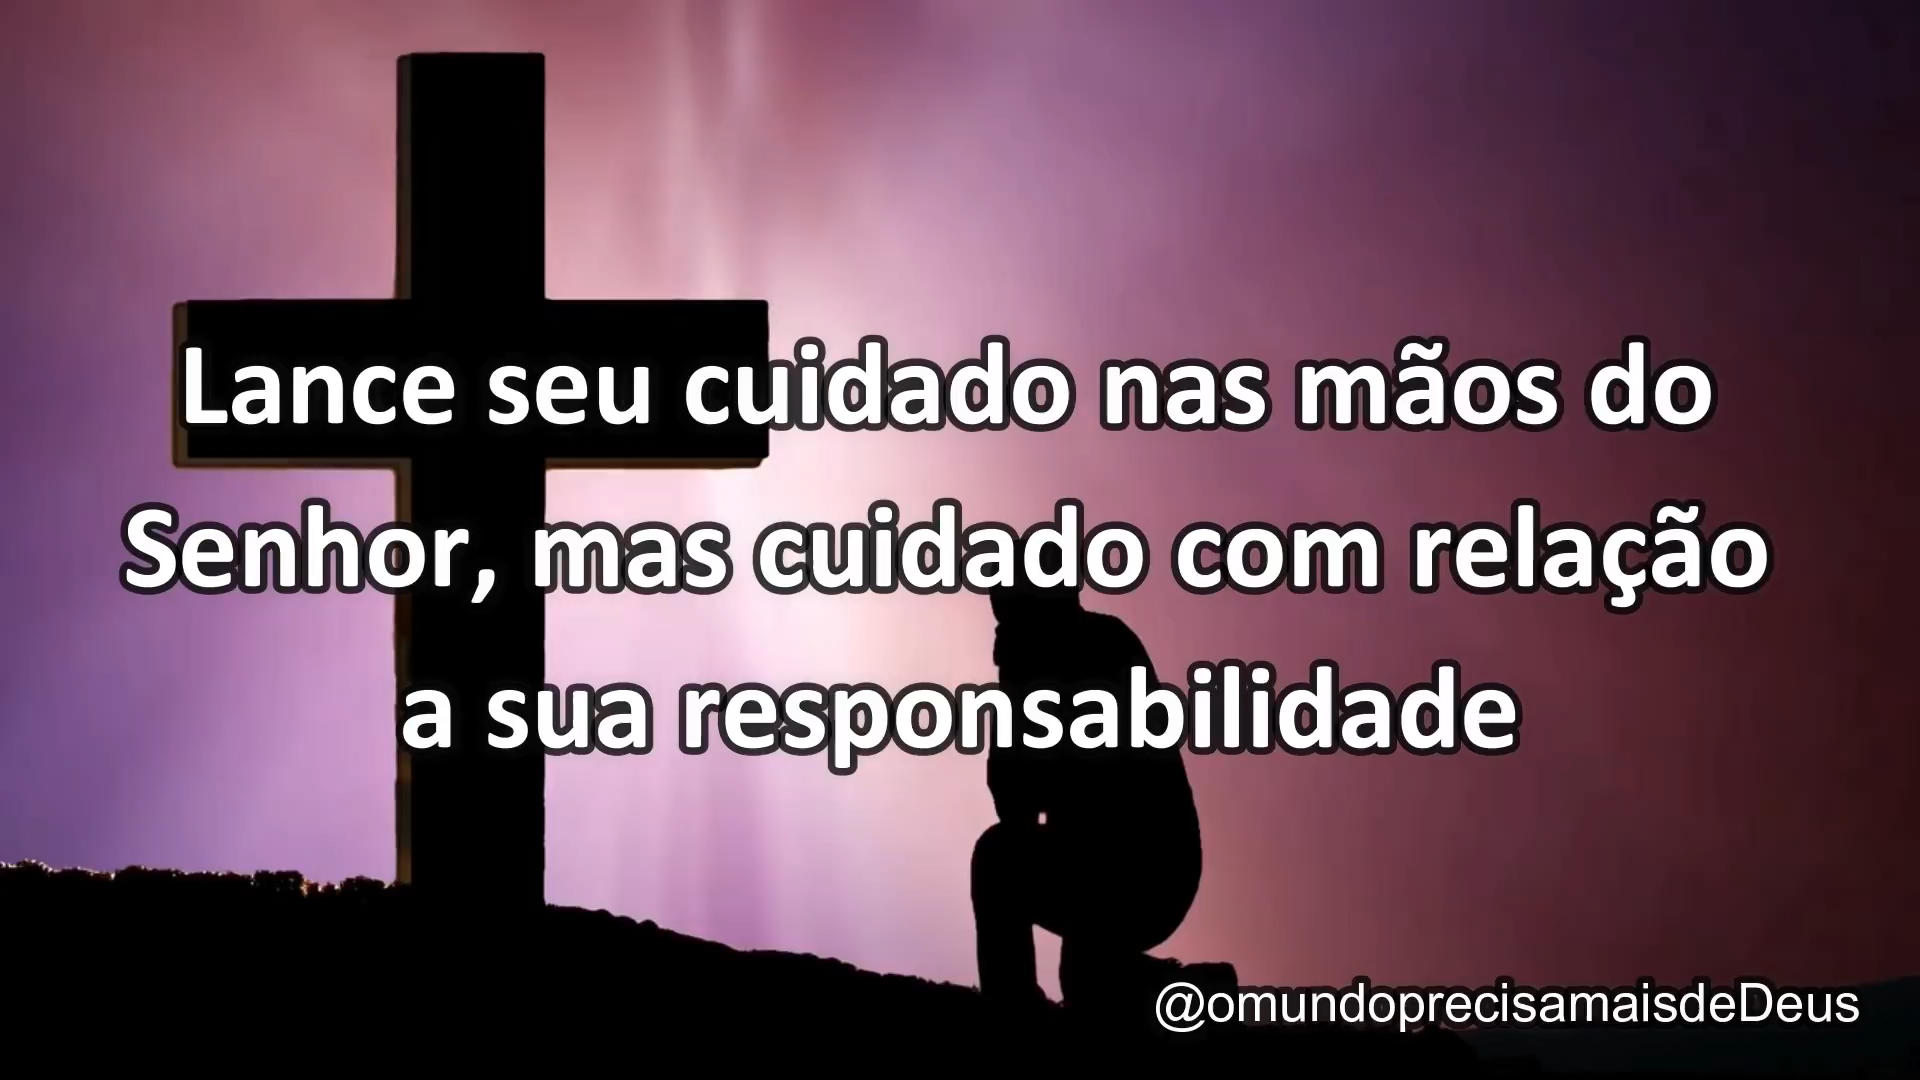 Lance seu cuidado nas mãos do
Senhor, mas cuidado com relação
a sua responsabilidade
@omundoprecisamaisdeDeus